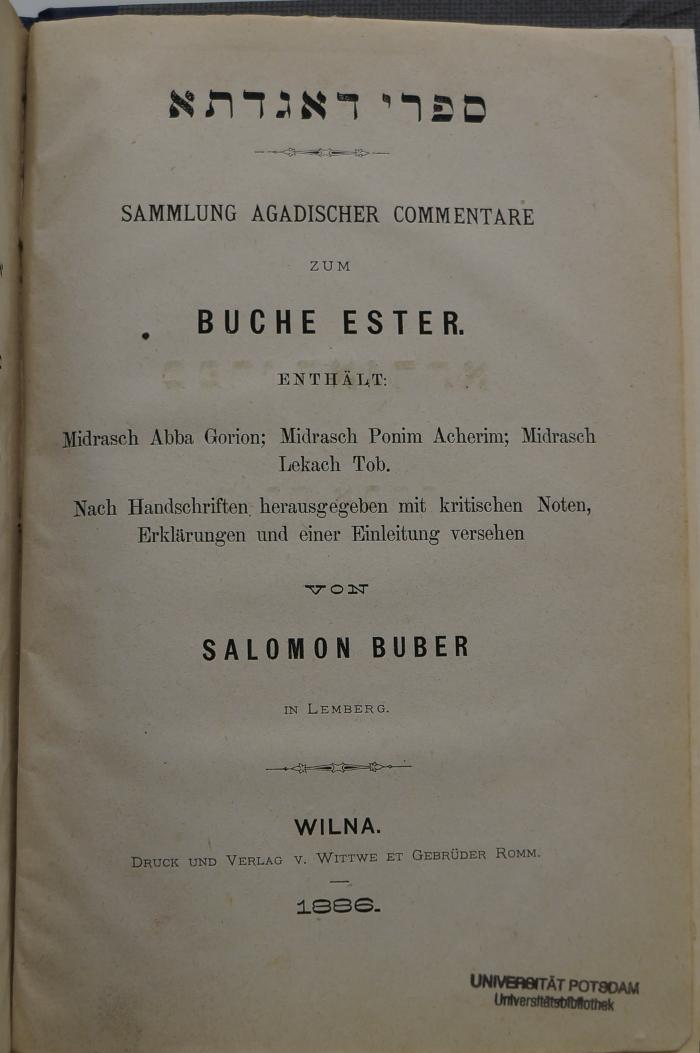 ספרי דאגדתא
SAMMLUNG AGADISCHER COMMENTARE
ZUM
BUCHE ESTER.
ENTHÄLT:
Midrasch Abba Gorion; Midrasch Ponim Acherim; Midrasch
Lekach Tob.
Nach Handschriften herausgegeben mit kritischen Noten,
Erklärungen und einer Einleitung versehen
VON
SALOMON BUBER
IN LEMBERG.
WILNA.
DRUCK UND VERLAG V. WITTWE ET GEBRÜDER ROMM.
1886.
UNIVERSITÄT POTSDAM
Universitätsbibliothek